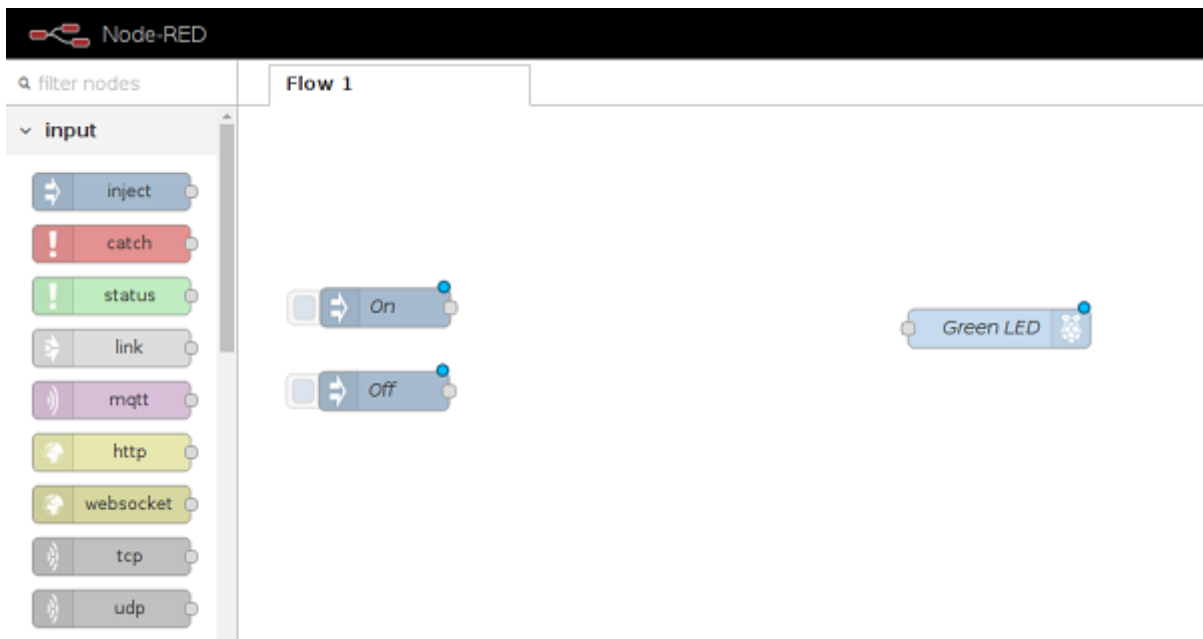 Node-RED
filter nodes
Flow 1
input
inject
catch
status
link
mqtt
http
websocket
tcp
udp
On
Off
Green LED